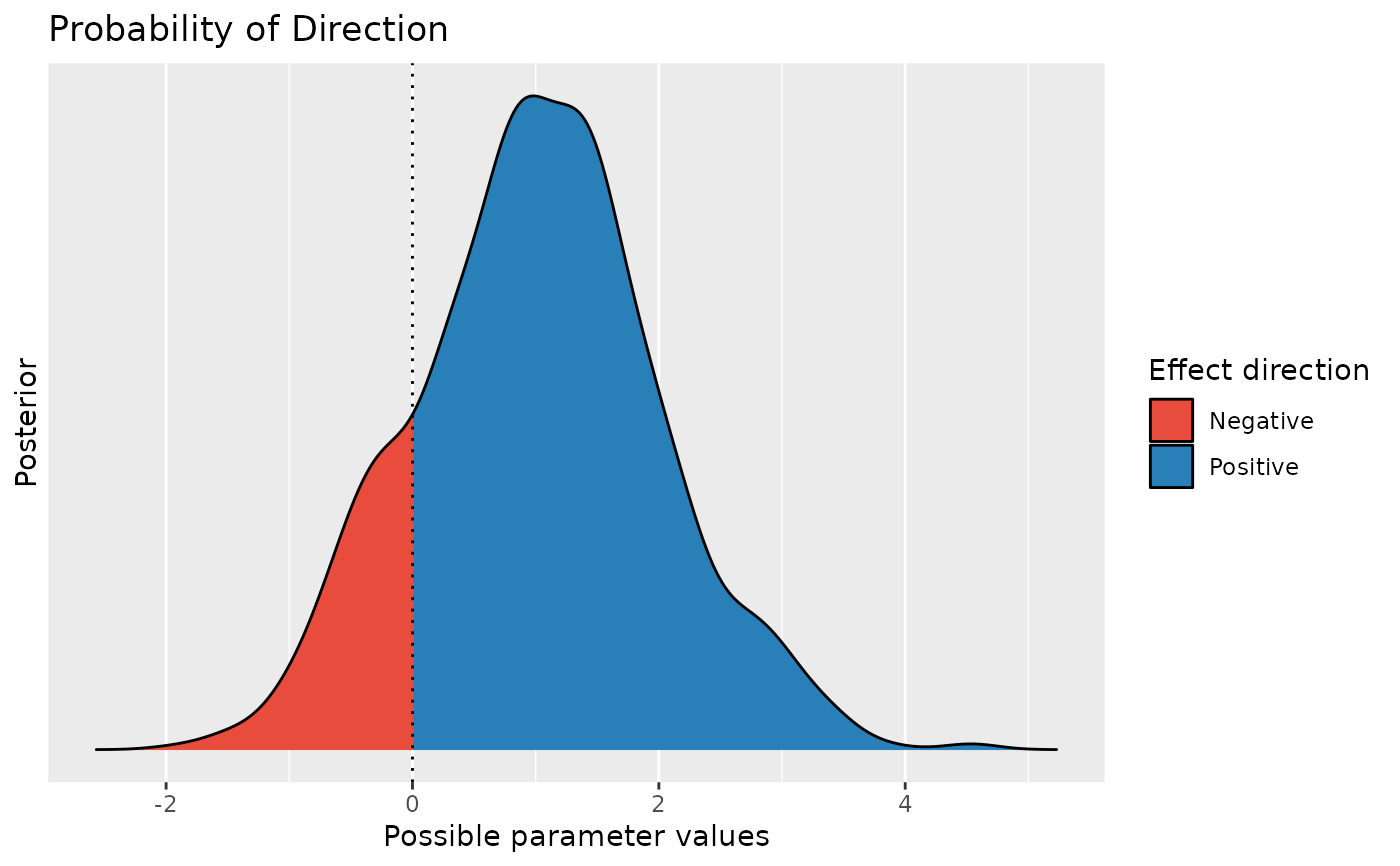 Probability of Direction
Posterior
-2
0
2
4
Possible parameter values
Effect direction
Negative
Positive